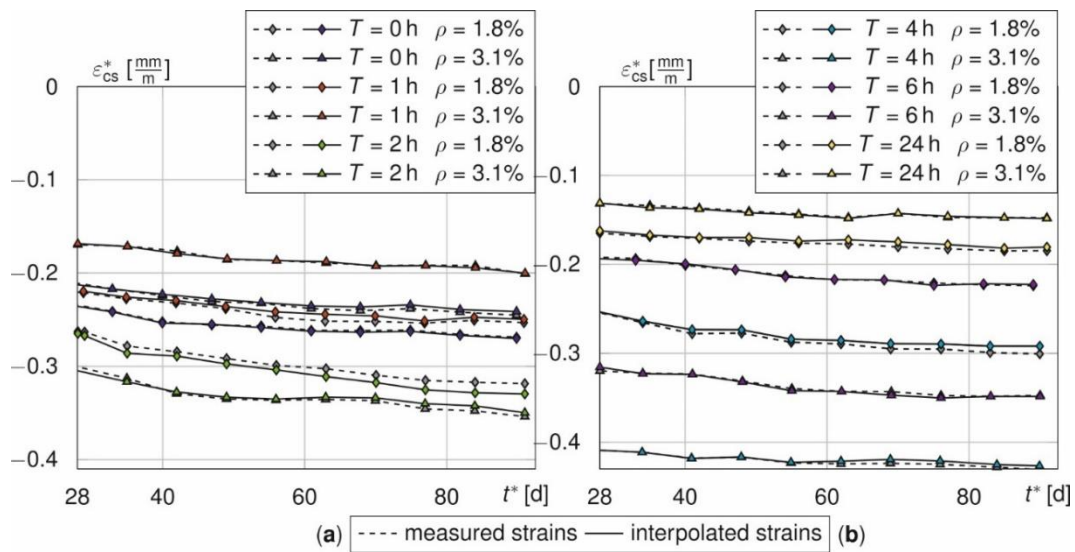 T = 0 h ρ = 1.8%
T = 0 h ρ = 3.1%
T = 1 h ρ = 1.8%
T = 1 h ρ = 3.1%
T = 2 h ρ = 1.8%
T = 2 h ρ = 3.1%
ε*cs [mm/m]
0
−0.1
−0.2
−0.3
−0.4
28 40 60 80 t* [d]
T = 4 h ρ = 1.8%
T = 4 h ρ = 3.1%
T = 6 h ρ = 1.8%
T = 6 h ρ = 3.1%
T = 24 h ρ = 1.8%
T = 24 h ρ = 3.1%
ε*cs [mm/m]
0
−0.1
−0.2
−0.3
−0.4
28 40 60 80 t* [d]
(a) measured strains interpolated strains (b)